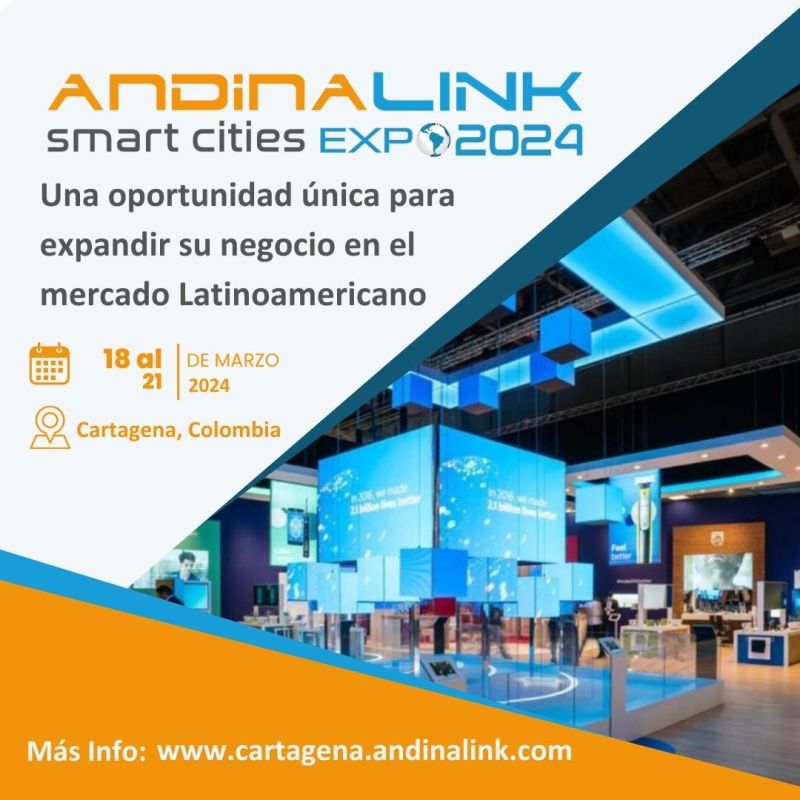 ANDINALINK
smart cities EXPO2024
Una oportunidad única para
expandir su negocio en el
mercado Latinoamericano
18 al
21
DE MARZO
2024
Cartagena, Colombia
In 2016, we made
2.1 billion lives better
In 2016, we made
2.1 billion lives better
Care
better
Feel
better
Más Info: www.cartagena.andinalink.com